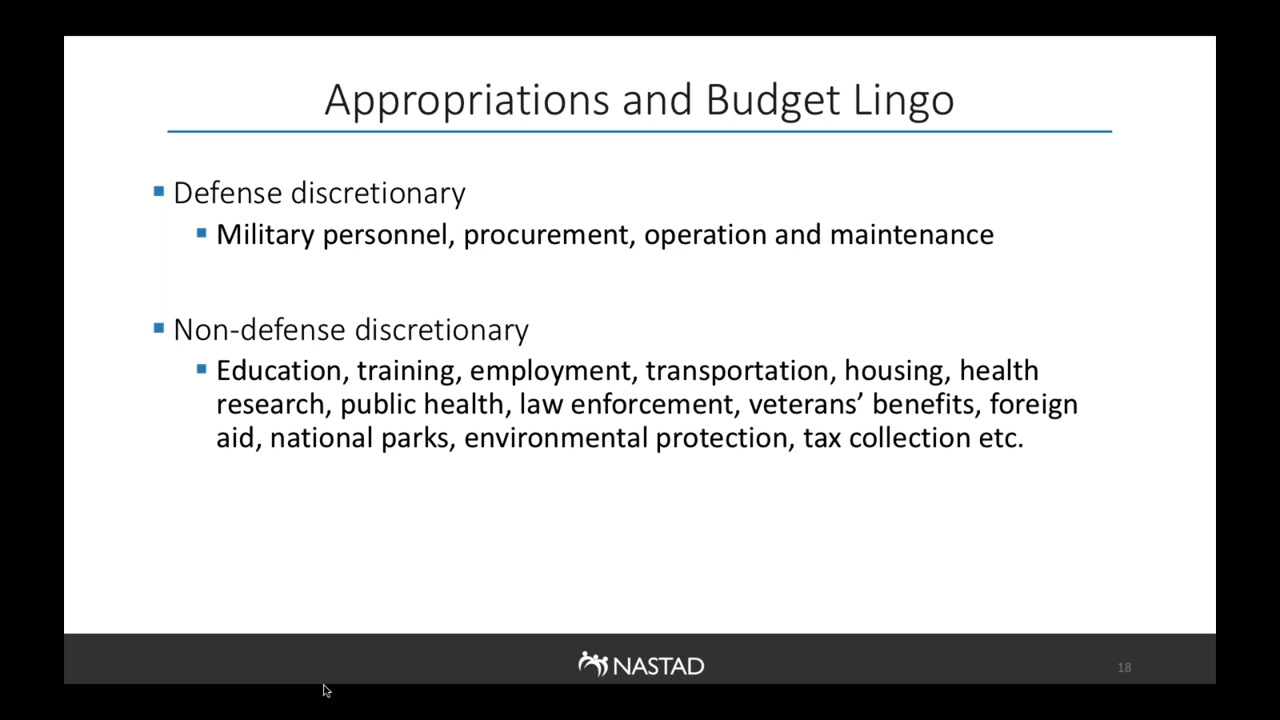 Appropriations and Budget Lingo
Defense discretionary
Military personnel, procurement, operation and maintenance
Non-defense discretionary
Education, training, employment, transportation, housing, health
research, public health, law enforcement, veterans’ benefits, foreign
aid, national parks, environmental protection, tax collection etc.
NASTAD
18